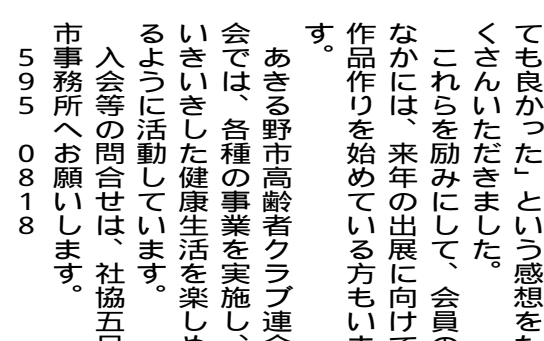 ても良かった」という感想をた
くさんいただきました。
これらを励みにして、会員の
なかには、来年の出展に向けて
作品作りを始めている方もいま
す。
あきる野市高齢者クラブ連合
会では、各種の事業を実施し、
いきいきした健康生活を楽しめ
るように活動しています。
入会等の問合せは、社協五日
市事務所へお願いします。
595 0818